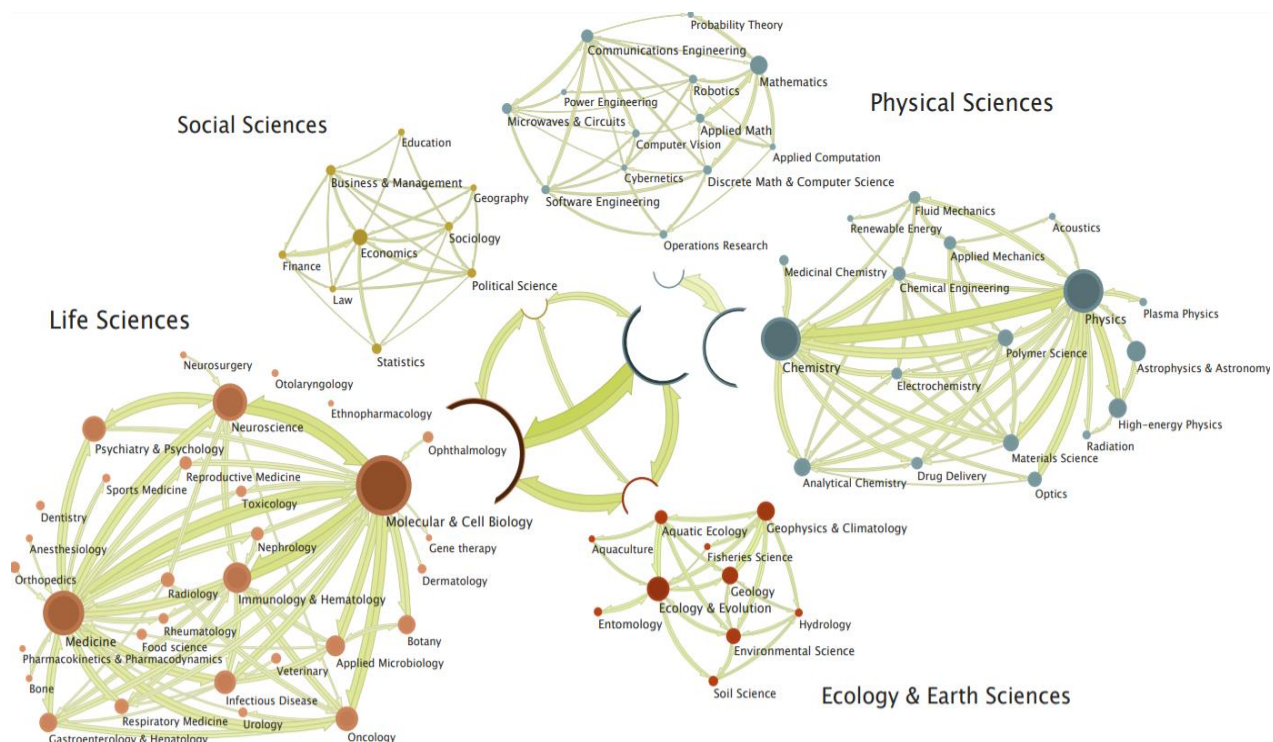 Probability Theory
Communications Engineering
Mathematics
Robotics
Power Engineering
Physical Sciences
Microwaves & Circuits
Applied Math
Social Sciences
Education
Computer Vision
Applied Computation
Business & Management
Cybernetics
Discrete Math & Computer Science
Geography
Software Engineering
Fluid Mechanics
Renewable Energy
Acoustics
Sociology
Operations Research
Economics
Applied Mechanics
Finance
Medicinal Chemistry
Political Science
Chemical Engineering
Law
Physics
Plasma Physics
Life Sciences
Polymer Science
Statistics
Chemistry
Neurosurgery
Astrophysics & Astronomy
Otolaryngology
Electrochemistry
Ethnopharmacology
Neuroscience
High-energy Physics
Psychiatry & Psychology
Ophthalmology
Radiation
Materials Science
Reproductive Medicine
Drug Delivery
Sports Medicine
Analytical Chemistry
Optics
Toxicology
Dentistry
Molecular & Cell Biology
Geophysics & Climatology
Aquatic Ecology
Nephrology
Gene therapy
Anesthesiology
Aquaculture
Fisheries Science
Orthopedics
Dermatology
Radiology
Immunology & Hematology
Geology
Ecology & Evolution
Entomology
Hydrology
Rheumatology
Medicine
Botany
Food science
Environmental Science
Pharmacokinetics & Pharmacodynamics
Applied Microbiology
Veterinary
Bone
Soil Science
Ecology & Earth Sciences
Infectious Disease
Respiratory Medicine
Urology
Gastroenterology & Hepatology
Oncology